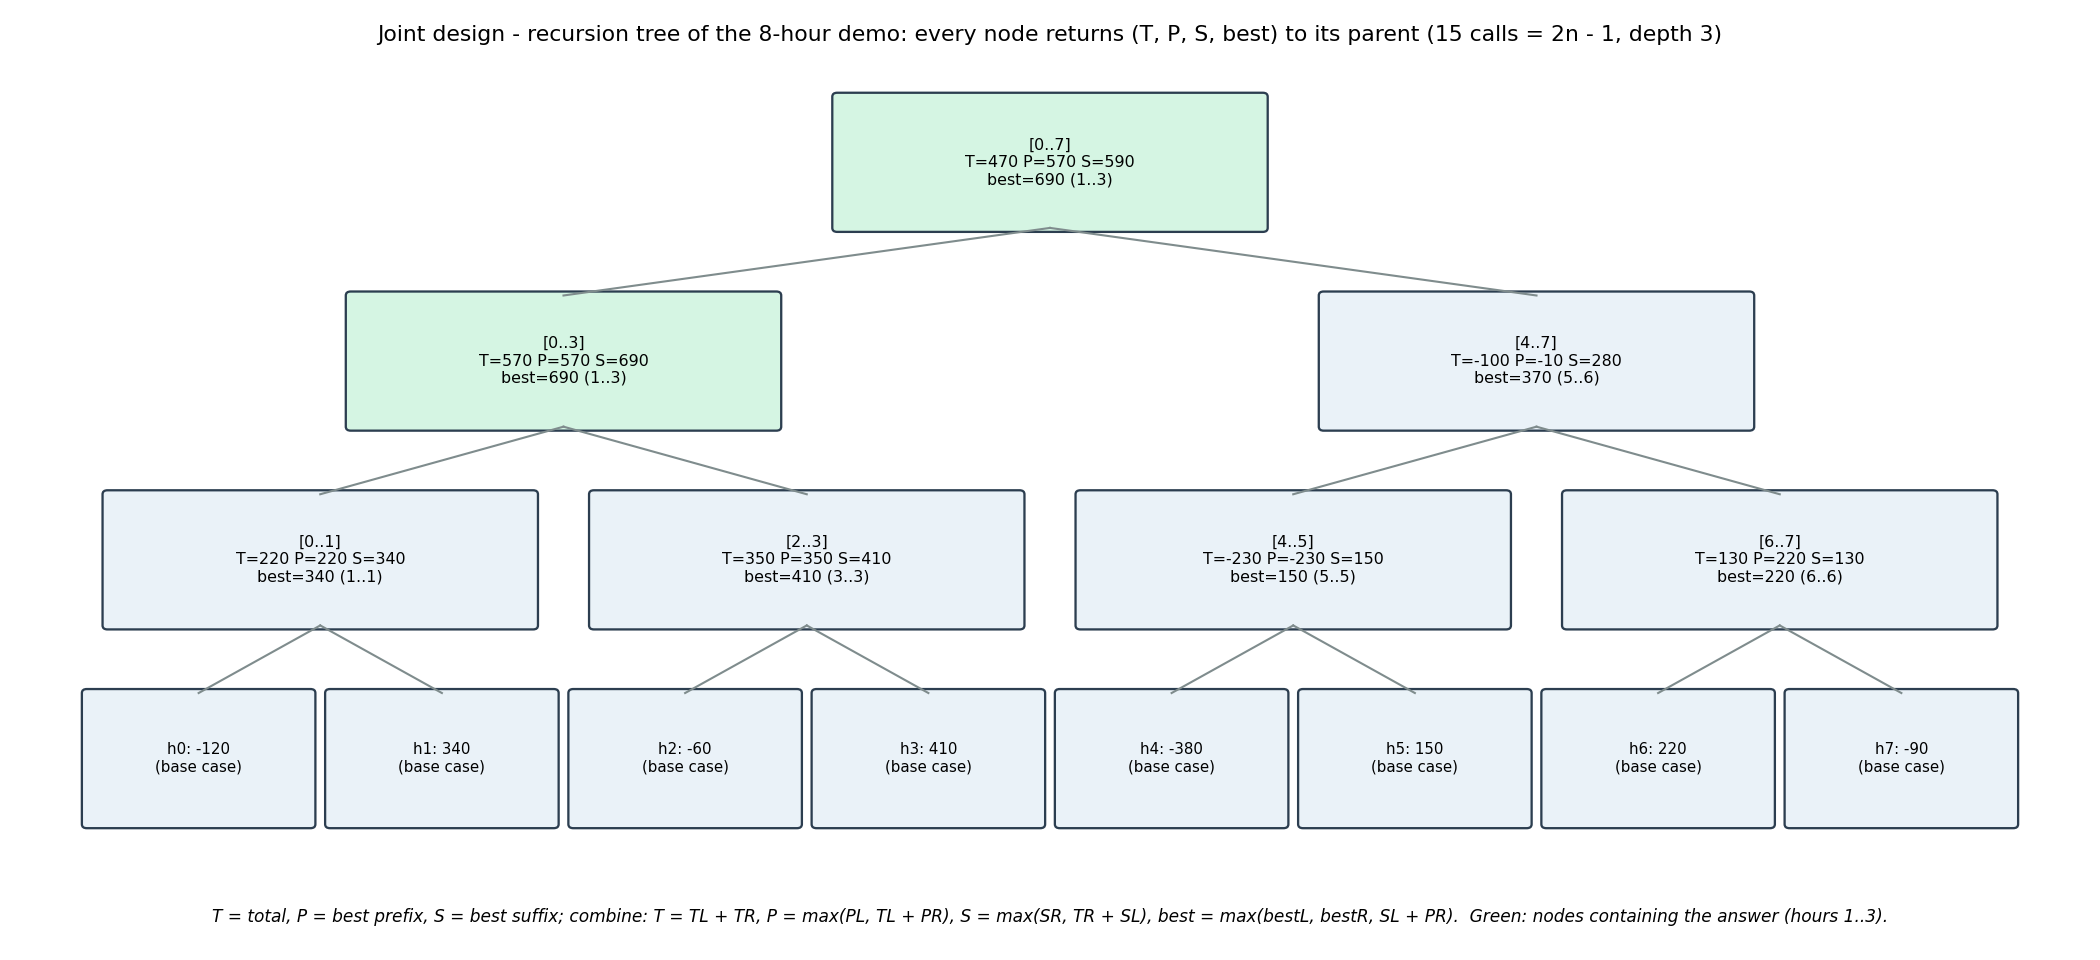 Joint design - recursion tree of the 8-hour demo: every node returns (T, P, S, best) to its parent (15 calls = 2n - 1, depth 3)
[0..7]
T=470 P=570 S=590
best=690 (1..3)
[0..3]
T=570 P=570 S=690
best=690 (1..3)
[4..7]
T=-100 P=-10 S=280
best=370 (5..6)
[0..1]
T=220 P=220 S=340
best=340 (1..1)
[2..3]
T=350 P=350 S=410
best=410 (3..3)
[4..5]
T=-230 P=-230 S=150
best=150 (5..5)
[6..7]
T=130 P=220 S=130
best=220 (6..6)
h0: -120
(base case)
h1: 340
(base case)
h2: -60
(base case)
h3: 410
(base case)
h4: -380
(base case)
h5: 150
(base case)
h6: 220
(base case)
h7: -90
(base case)
T = total, P = best prefix, S = best suffix; combine: T = TL + TR, P = max(PL, TL + PR), S = max(SR, TR + SL), best = max(bestL, bestR, SL + PR).  Green: nodes containing the answer (hours 1..3).